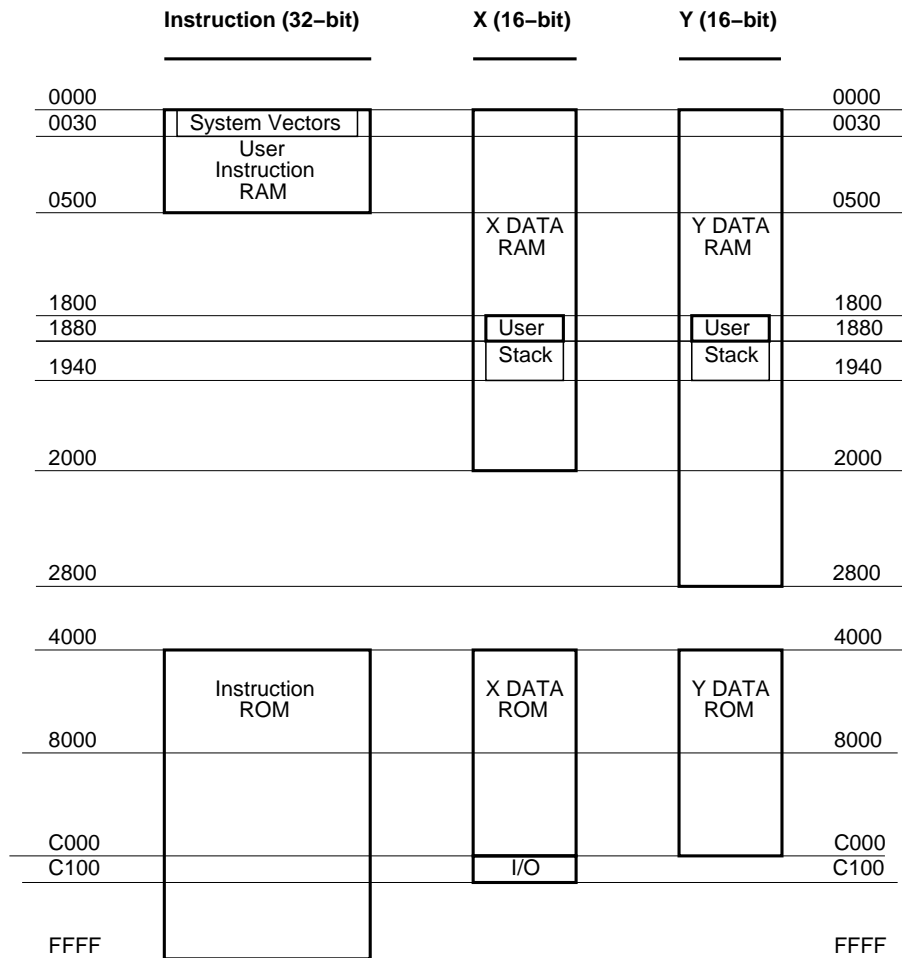 Instruction (32–bit) X (16–bit) Y (16–bit)
0000 0000
0030 System Vectors 0030
User
Instruction
RAM
0500 0500
X DATA Y DATA
RAM RAM
1800 1800
1880 User User 1880
Stack Stack
1940 1940
2000 2000
2800 2800
4000 4000
Instruction X DATA Y DATA
ROM ROM ROM
8000 8000
C000 C000
C100 I/O C100
FFFF FFFF